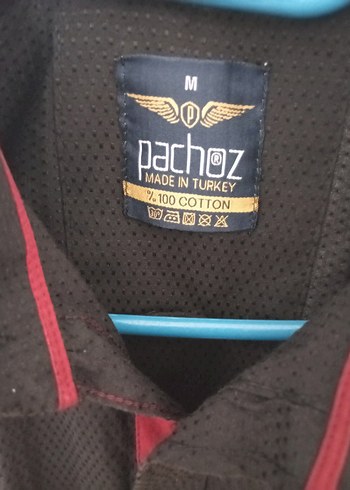 M
P
pachoz®
MADE IN TURKEY
% 100 COTTON